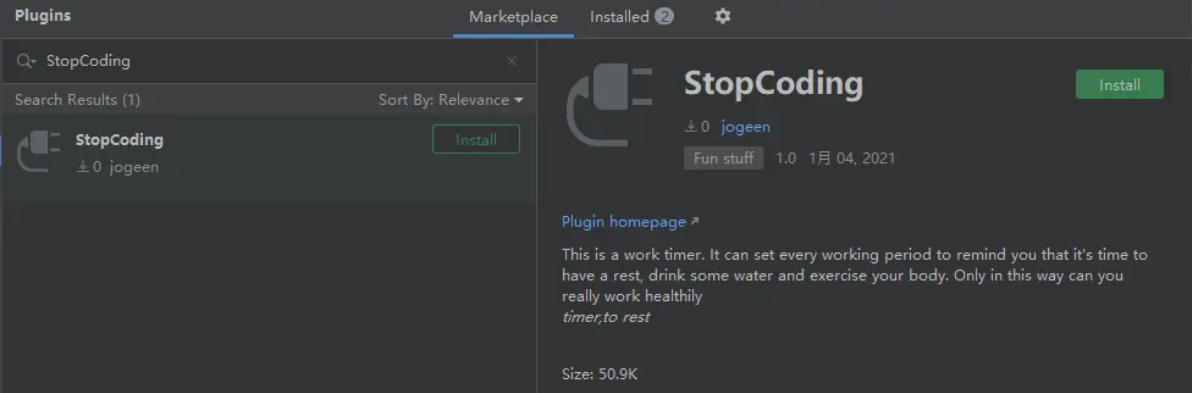 Plugins
Marketplace
Installed 2
StopCoding
Search Results (1)
Sort By: Relevance
StopCoding
0 jogeen
Install
StopCoding
Install
0 jogeen
Fun stuff 1.0 1月 04, 2021
Plugin homepage
This is a work timer. It can set every working period to remind you that it's time to
have a rest, drink some water and exercise your body. Only in this way can you
really work healthily
timer,to rest
Size: 50.9K